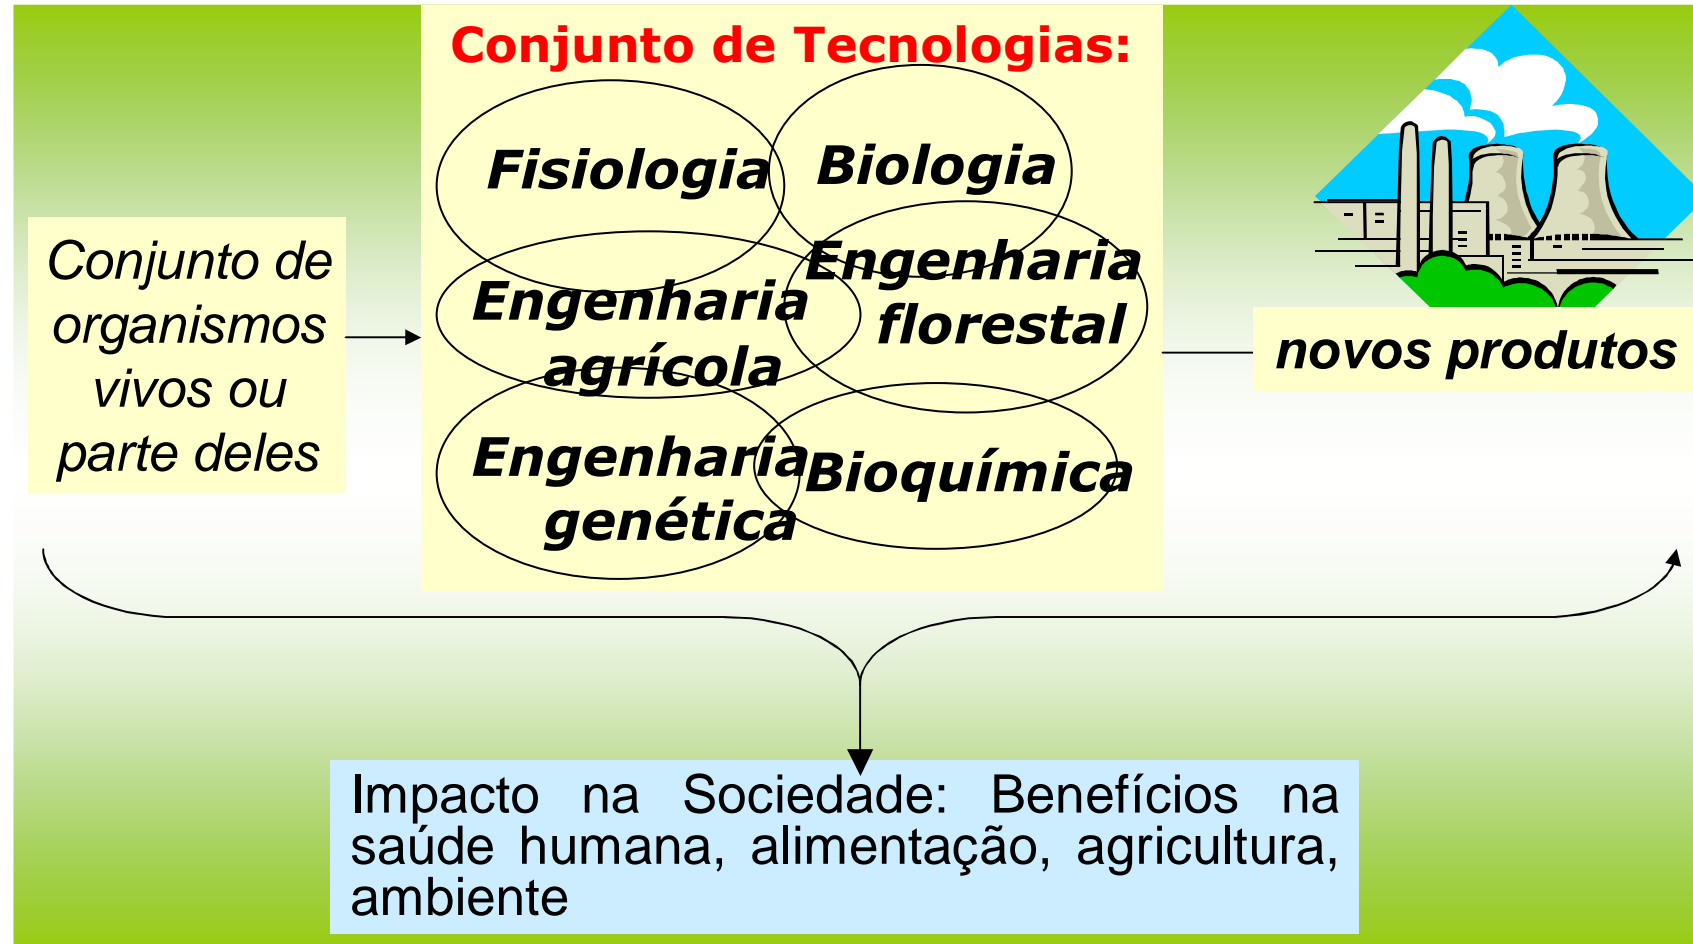 Conjunto de Tecnologias:
Fisiologia
Biologia
Engenharia
agrícola
Engenharia
florestal
Engenharia
genética
Bioquímica
Conjunto de
organismos
vivos ou
parte deles
novos produtos
Impacto na Sociedade: Benefícios na
saúde humana, alimentação, agricultura,
ambiente